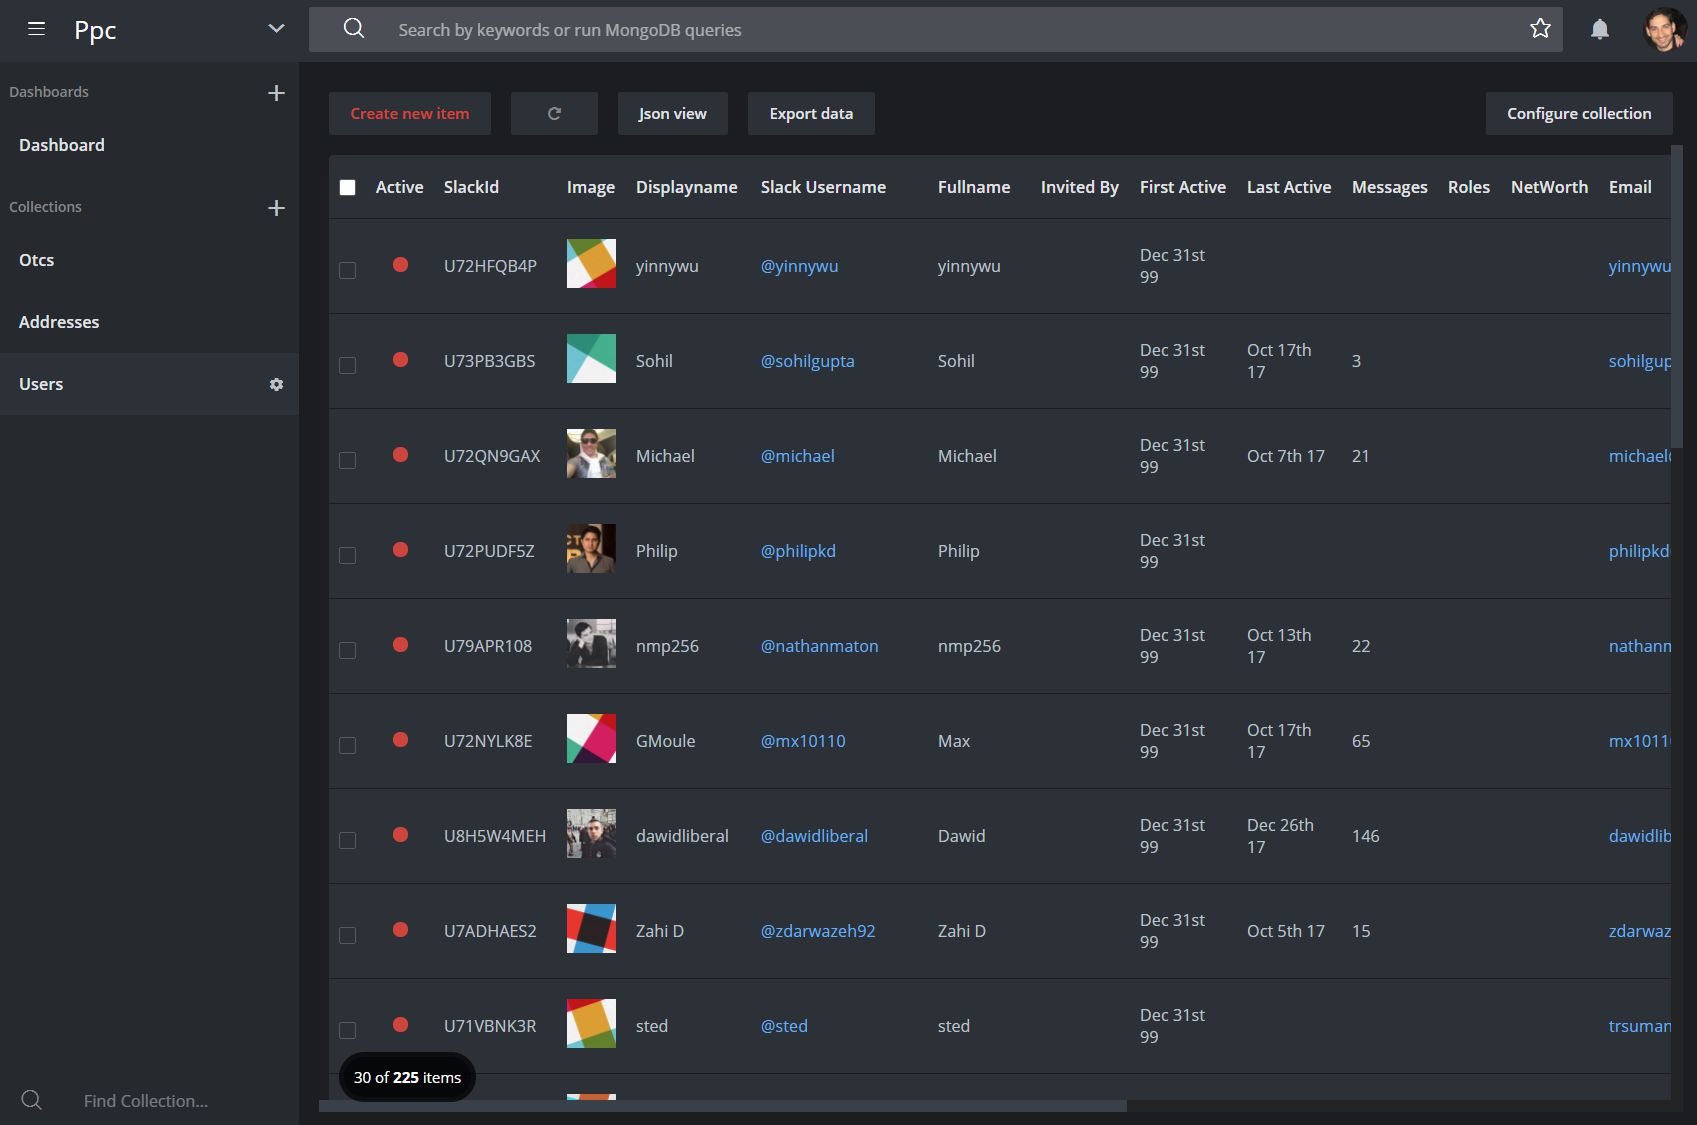 Ppc
Search by keywords or run MongoDB queries
Dashboards
Dashboard
Collections
Otcs
Addresses
Users
Find Collection...
Create new item
Json view
Export data
Configure collection
Active SlackId Image Displayname Slack Username Fullname Invited By First Active Last Active Messages Roles NetWorth Email
U72HFQB4P yinnywu @yinnywu yinnywu Dec 31st 99 yinnywu
U73PB3GBS Sohil @sohilgupta Sohil Dec 31st 99 Oct 17th 17 3 sohilgup
U72QN9GAX Michael @michael Michael Dec 31st 99 Oct 7th 17 21 michael
U72PUDF5Z Philip @philipkd Philip Dec 31st 99 philipkd
U79APR108 nmp256 @nathanmaton nmp256 Dec 31st 99 Oct 13th 17 22 nathanm
U72NYLK8E GMoule @mx10110 Max Dec 31st 99 Oct 17th 17 65 mx1011
U8H5W4MEH dawidliberal @dawidliberal Dawid Dec 31st 99 Dec 26th 17 146 dawidlib
U7ADHAES2 Zahi D @zdarwazeh92 Zahi D Dec 31st 99 Oct 5th 17 15 zdarwaz
U71VBNK3R sted @sted sted Dec 31st 99 trsuman
30 of 225 items